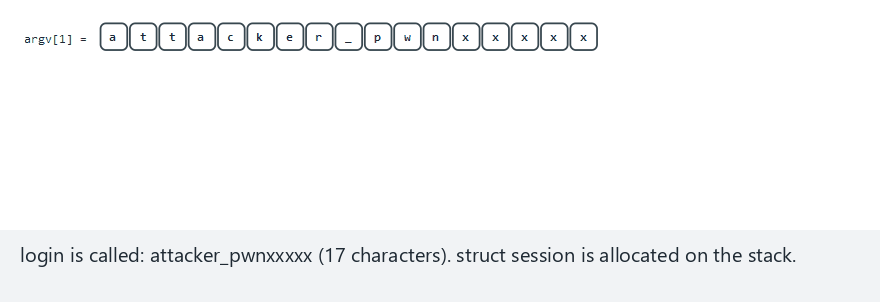 argv[1] = a t t a c k e r _ p w n x x x x x
login is called: attacker_pwnxxxxx (17 characters). struct session is allocated on the stack.